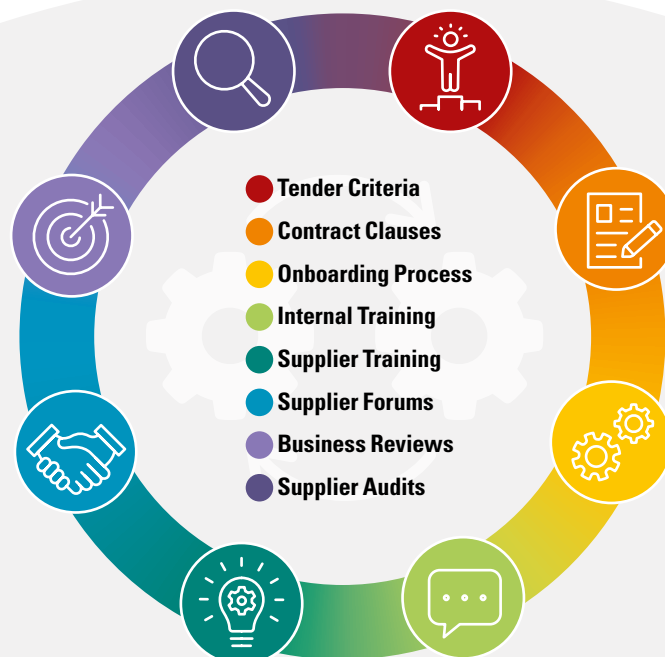 Tender Criteria
Contract Clauses
Onboarding Process
Internal Training
Supplier Training
Supplier Forums
Business Reviews
Supplier Audits